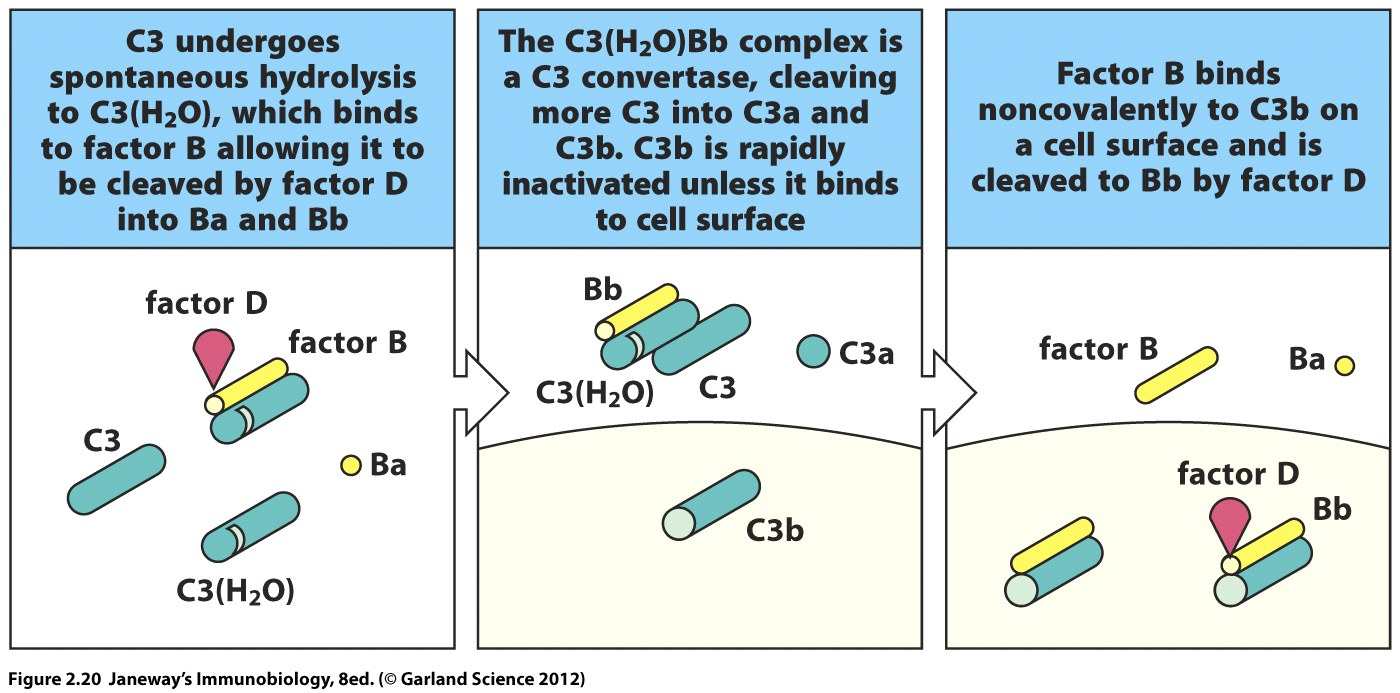 C3 undergoes
spontaneous hydrolysis
to C3(H₂O), which binds
to factor B allowing it to
be cleaved by factor D
into Ba and Bb
factor D
factor B
C3
Ba
C3(H₂O)
The C3(H₂O)Bb complex is
a C3 convertase, cleaving
more C3 into C3a and
C3b. C3b is rapidly
inactivated unless it binds
to cell surface
Bb
C3a
C3(H₂O)
C3
C3b
Factor B binds
noncovalently to C3b on
a cell surface and is
cleaved to Bb by factor D
factor B
Ba
factor D
Bb
Figure 2.20 Janeway's Immunobiology, 8ed. (© Garland Science 2012)